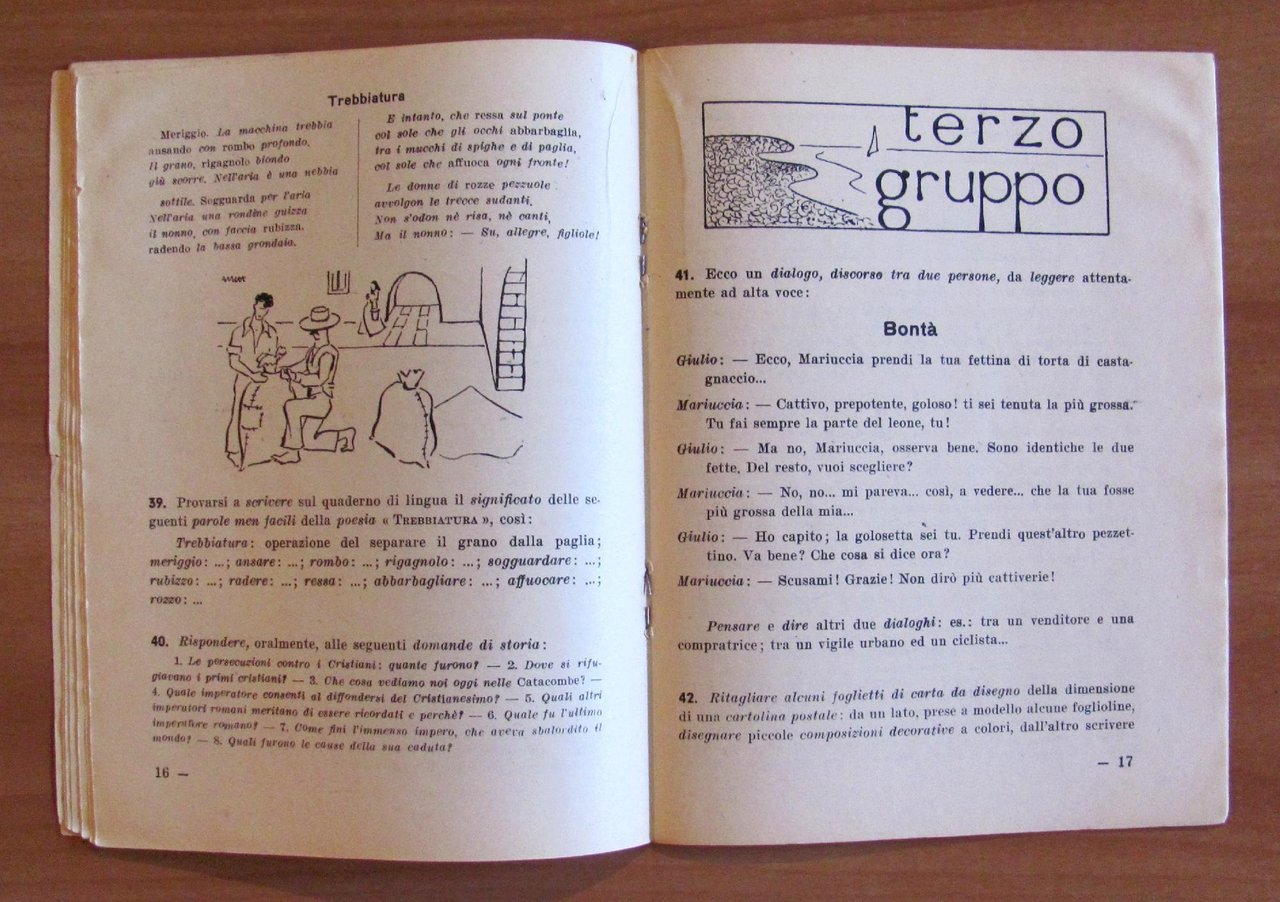 Trebbiatura
Meriggio. La macchina trebbia
ansando con rombo profondo.
Il grano, rigagnolo biondo
giù scorre. Nell'aria è una nebbia
sottile. Sogguarda per l'aria
Nell'aria una rondine guizza
il nonno, con faccia rubizza,
radendo la bassa grondaia.
E intanto, che ressa sul ponte
col sole che gli occhi abbarbaglia,
tra i mucchi di spighe e di paglia,
col sole che affuoca ogni fronte!
Le donne di rozze pezzuole
avvolgon le trecce sudanti.
Non s'odon nè risa, nè canti.
Ma il nonno: — Su, allegre, figliole!
39. Provarsi a scricere sul quaderno di lingua il significato delle se-
guenti parole men facili della poesia « TREBBIATURA », così:
Trebbiatura: operazione del separare il grano dalla paglia;
meriggio: ...; ansare: ...; rombo: ...; rigagnolo: ...; sogguardare: ...;
rubizzo: ...; radere: ...; ressa: ...; abbarbagliare: ...; affuocare: ...;
rozzo: ...
40. Rispondere, oralmente, alle seguenti domande di storia:
1. Le persecuzioni contro i Cristiani: quante furono? — 2. Dove si rifu-
giavano i primi cristiani? — 3. Che cosa vediamo noi oggi nelle Catacombe? —
4. Quale imperatore consentì al diffondersi del Cristianesimo? — 5. Quali altri
imperatori romani meritano di essere ricordati e perchè? — 6. Quale fu l'ultimo
imperatore romano? — 7. Come finì l'immenso impero, che aveva sbalordito il
mondo? — 8. Quali furono le cause della sua caduta?
16 —
terzo
gruppo
41. Ecco un dialogo, discorso tra due persone, da leggere attenta-
mente ad alta voce:
Bontà
Giulio: — Ecco, Mariuccia prendi la tua fettina di torta di casta-
gnaccio...
Mariuccia: — Cattivo, prepotente, goloso! ti sei tenuta la più grossa.
Tu fai sempre la parte del leone, tu!
Giulio: — Ma no, Mariuccia, osserva bene. Sono identiche le due
fette. Del resto, vuoi scegliere?
Mariuccia: — No, no... mi pareva... così, a vedere... che la tua fosse
più grossa della mia...
Giulio: — Ho capito; la golosetta sei tu. Prendi quest'altro pezzet-
tino. Va bene? Che cosa si dice ora?
Mariuccia: — Scusami! Grazie! Non dirò più cattiverie!
Pensare e dire altri due dialoghi: es.: tra un venditore e una
compratrice; tra un vigile urbano ed un ciclista...
42. Ritagliare alcuni foglietti di carta da disegno della dimensione
di una cartolina postale: da un lato, prese a modello alcune foglioline,
disegnare piccole composizioni decorative a colori, dall'altro scrivere
— 17